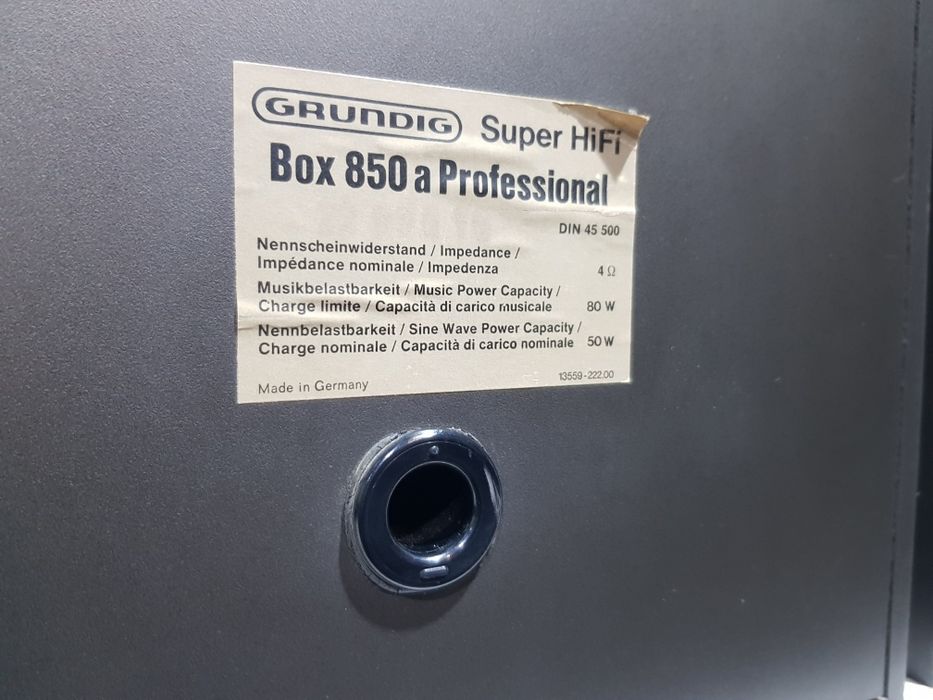 GRUNDIG Super HiFi
Box 850 a Professional
DIN 45 500
Nennscheinwiderstand / Impedance /
Impédance nominale / Impedenza 4 Ω
Musikbelastbarkeit / Music Power Capacity /
Charge limite / Capacità di carico musicale 80 W
Nennbelastbarkeit / Sine Wave Power Capacity /
Charge nominale / Capacità di carico nominale 50 W
Made in Germany 13559-222.00